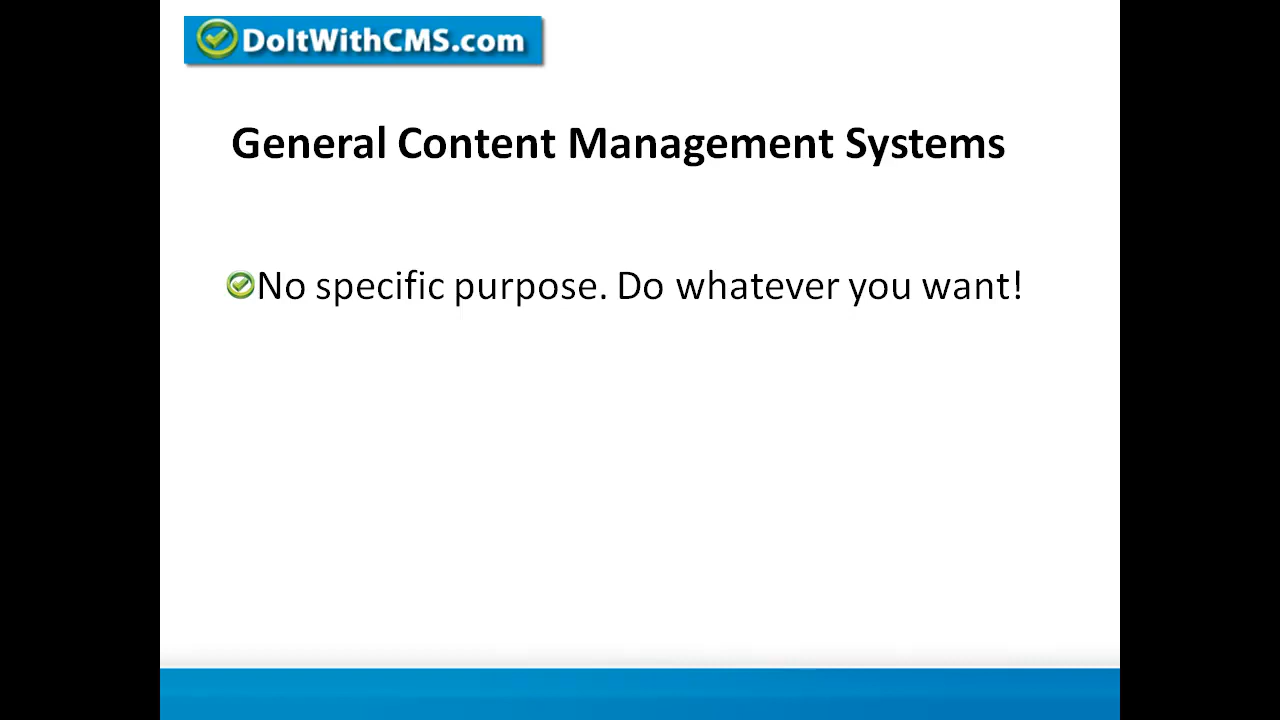 DoItWithCMS.com
General Content Management Systems
No specific purpose. Do whatever you want!